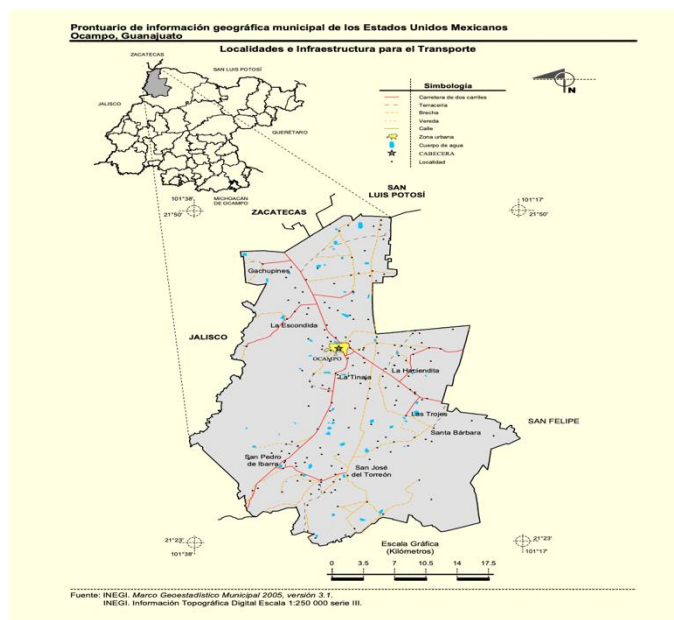 Prontuario de información geográfica municipal de los Estados Unidos Mexicanos
Ocampo, Guanajuato
Localidades e Infraestructura para el Transporte
ZACATECAS
SAN LUIS POTOSÍ
JALISCO
QUERÉTARO
MICHOACÁN
DE OCAMPO
N
Simbología
Carretera de dos carriles
Terracería
Brecha
Vereda
Calle
Zona urbana
Cuerpo de agua
CABECERA
Localidad
101°38'
21°50'
101°17'
21°50'
SAN
LUIS POTOSÍ
ZACATECAS
Gachupines
La Escondida
JALISCO
OCAMPO
La Tinaja
La Haciendita
Las Trojes
Santa Bárbara
SAN FELIPE
San Pedro
de Ibarra
San José
del Torreón
21°23'
101°38'
21°23'
101°17'
Escala Gráfica
(Kilómetros)
0 3.5 7 10.5 14 17.5
Fuente: INEGI. Marco Geoestadístico Municipal 2005, versión 3.1.
INEGI. Información Topográfica Digital Escala 1:250 000 serie III.